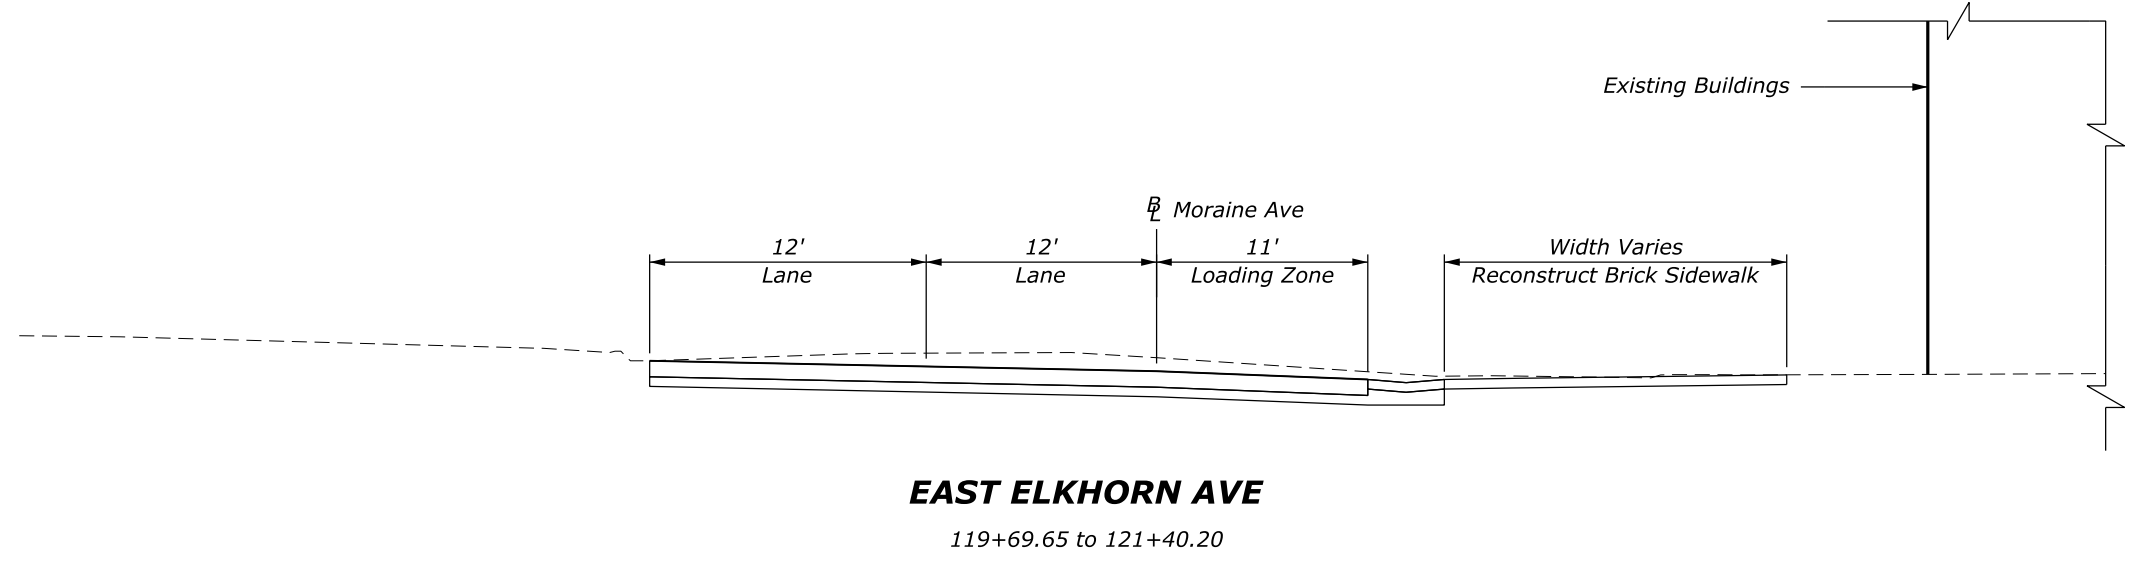 Existing Buildings
BL Moraine Ave
12' 12' 11' Width Varies
Lane Lane Loading Zone Reconstruct Brick Sidewalk
EAST ELKHORN AVE
119+69.65 to 121+40.20